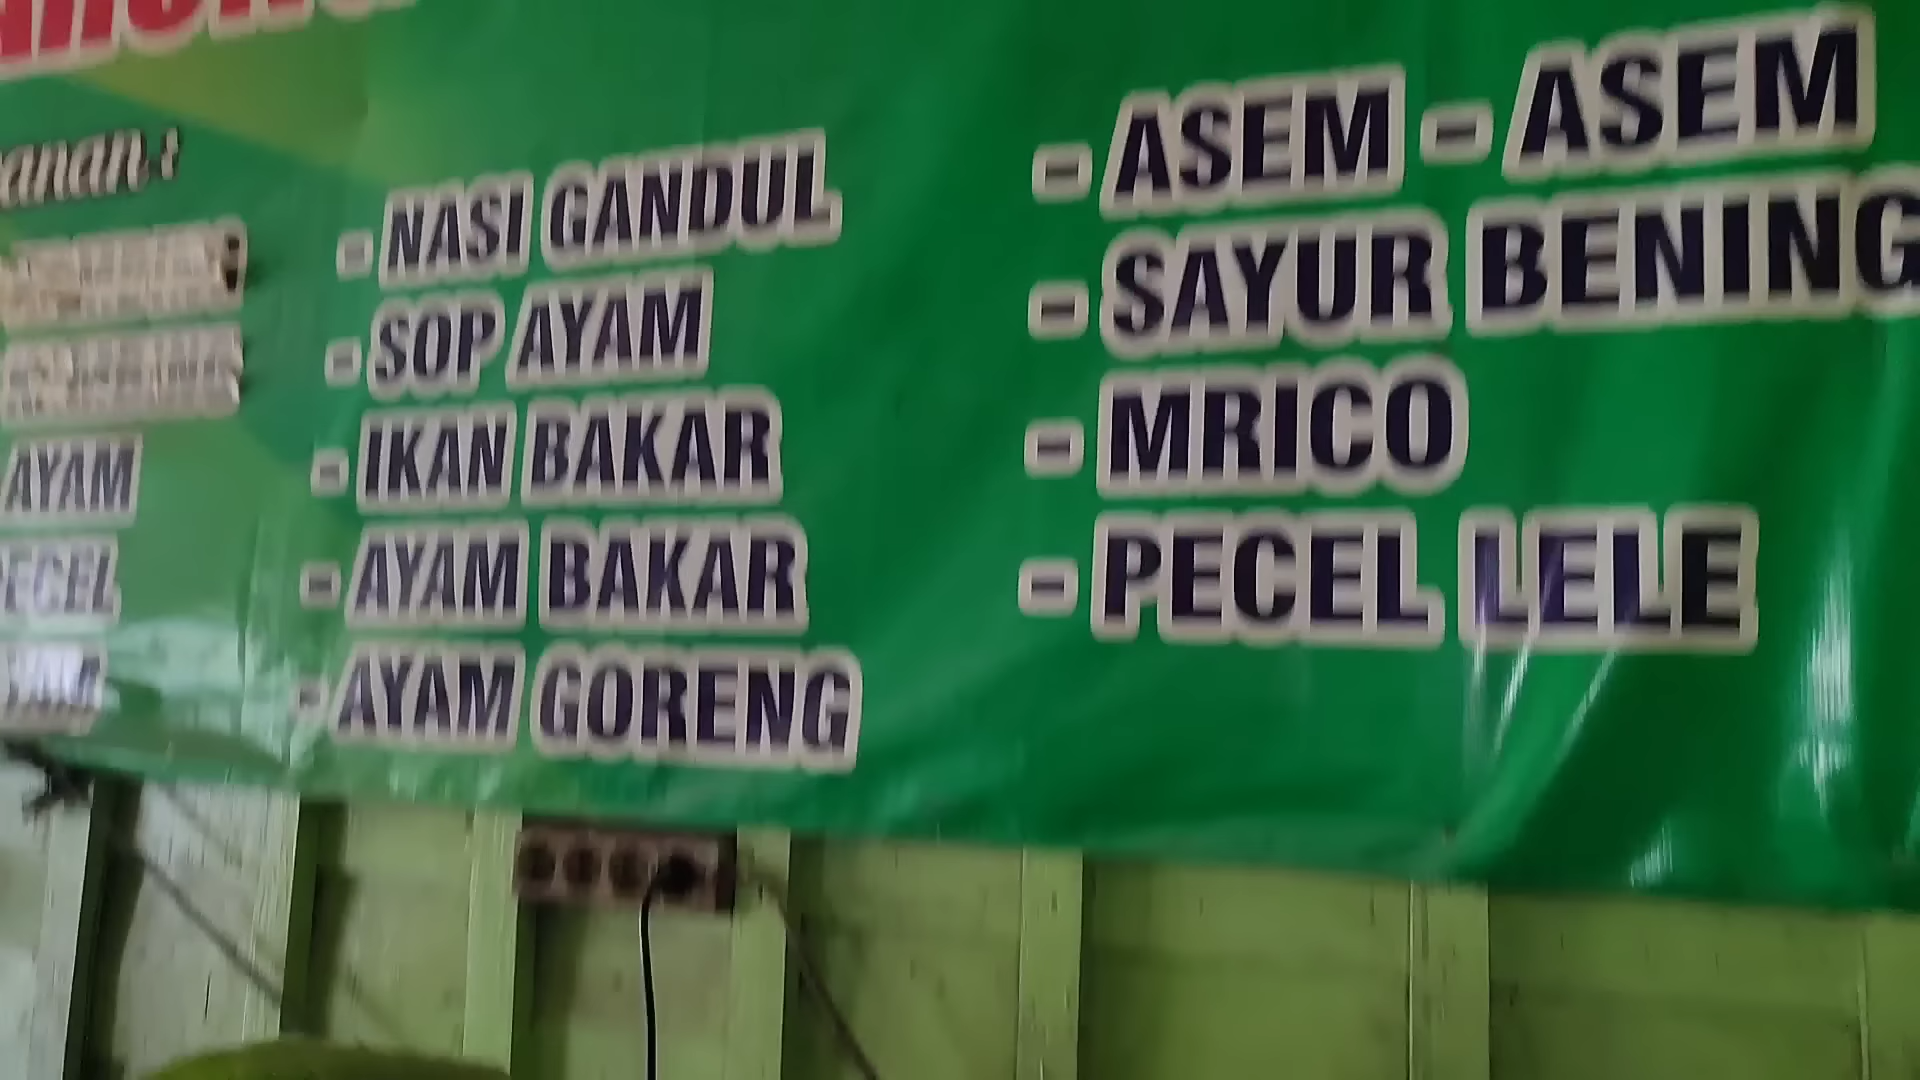 anan :
AYAM
ECEL
- NASI GANDUL
- SOP AYAM
- IKAN BAKAR
- AYAM BAKAR
- AYAM GORENG
- ASEM - ASEM
- SAYUR BENING
- MRICO
- PECEL LELE